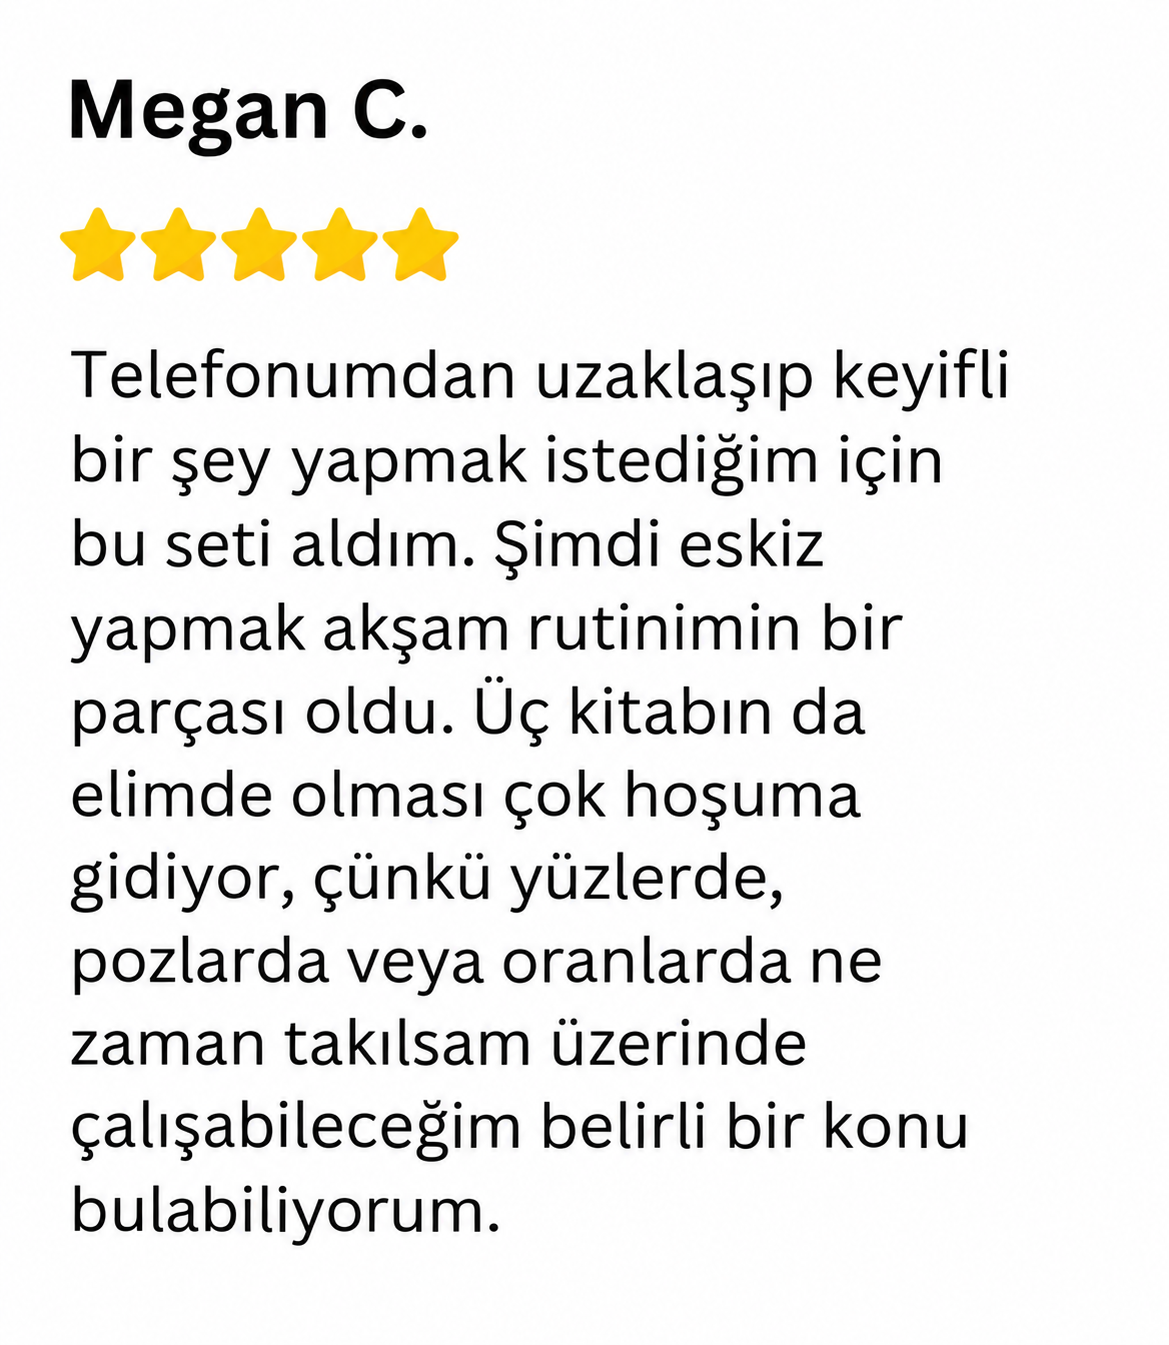 Megan C.
Telefonumdan uzaklaşıp keyifli
bir şey yapmak istediğim için
bu seti aldım. Şimdi eskiz
yapmak akşam rutinimin bir
parçası oldu. Üç kitabın da
elimde olması çok hoşuma
gidiyor, çünkü yüzlerde,
pozlarda veya oranlarda ne
zaman takılsam üzerinde
çalışabileceğim belirli bir konu
bulabiliyorum.